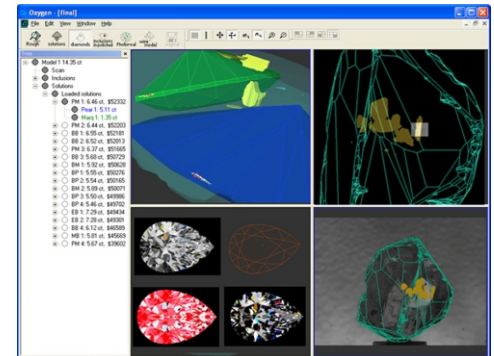 Oxygen - [final]
File Edit View Window Help
Rough solutions diamonds inclusions Photoreal wire Model
Model 1 14.35 ct
Scan
Inclusions
Solutions
Loaded solutions
PM 1: 6.46 ct, $52332
Pear 1: 5.11 ct
Marq 1: 1.35 ct
PM 2: 6.44 ct, $52203
BB 1: 6.95 ct, $52181
BB 2: 6.52 ct, $52013
PM 3: 6.37 ct, $51665
BB 3: 5.68 ct, $50729
BM 1: 5.92 ct, $50628
BP 1: 5.95 ct, $50276
BP 2: 5.54 ct, $50165
BM 2: 5.89 ct, $50071
BP 3: 5.50 ct, $49986
BP 4: 5.46 ct, $49702
EB 1: 7.29 ct, $49434
EB 2: 7.28 ct, $49301
BB 4: 6.12 ct, $46589
MB 1: 5.81 ct, $45669
PM 4: 5.67 ct, $39602